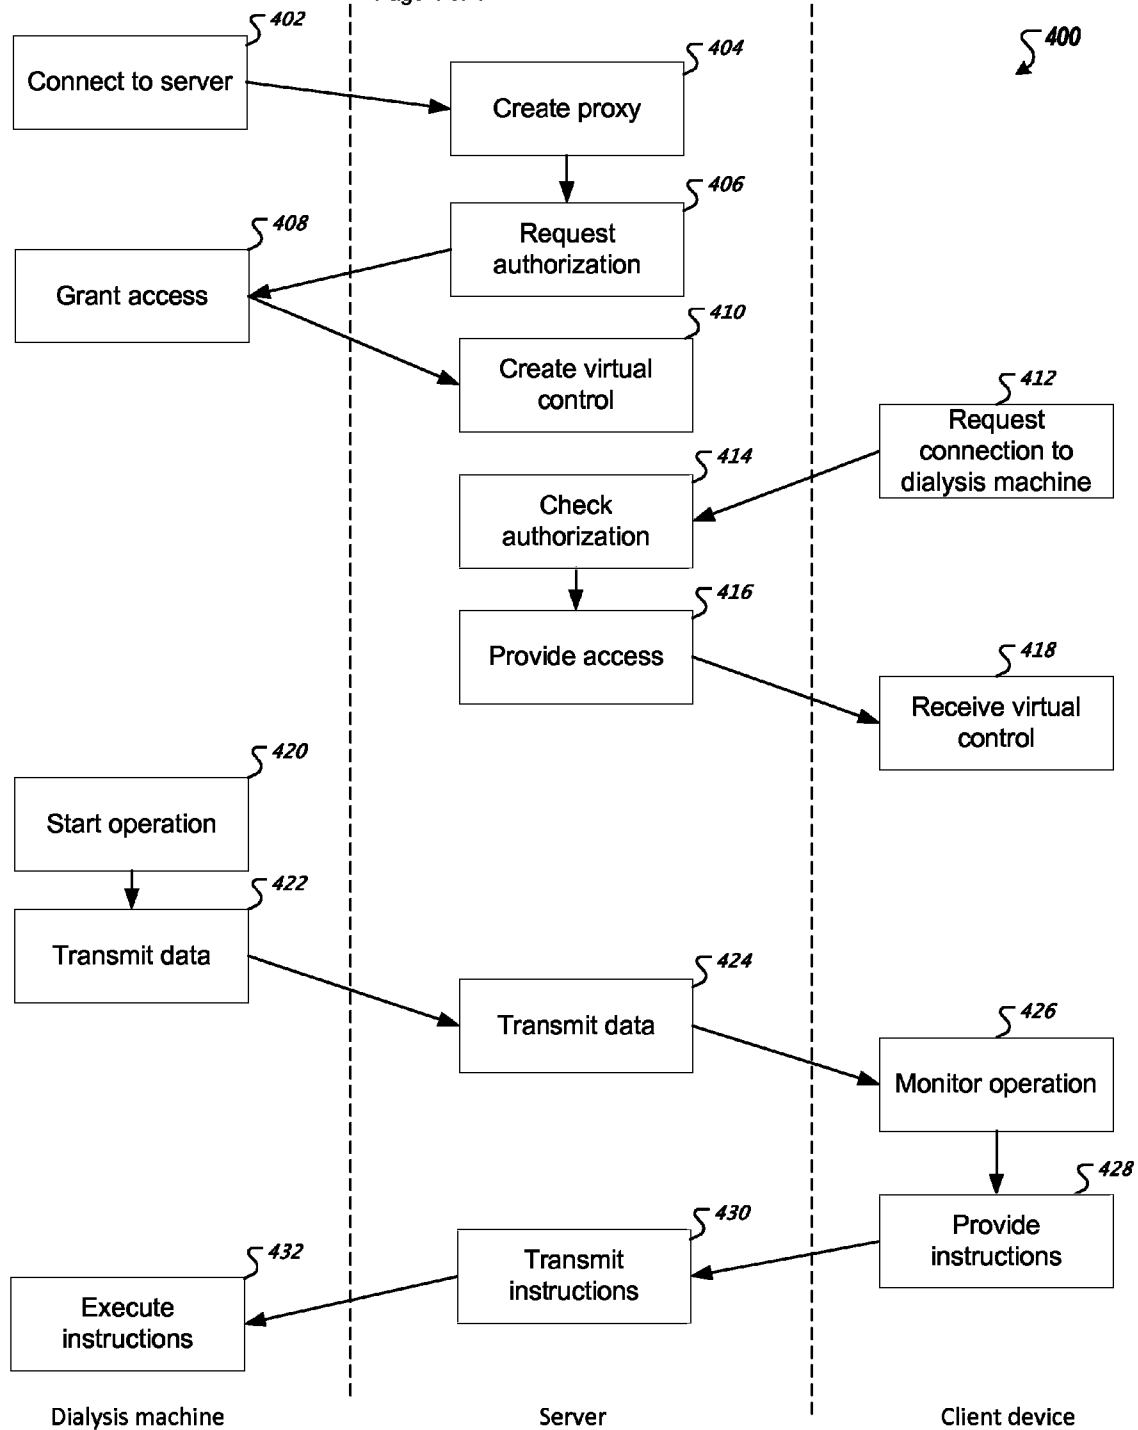 402
Connect to server
404
Create proxy
400
406
Request
authorization
408
Grant access
410
Create virtual
control
412
Request
connection to
dialysis machine
414
Check
authorization
416
Provide access
418
Receive virtual
control
420
Start operation
422
Transmit data
424
Transmit data
426
Monitor operation
428
Provide
instructions
430
Transmit
instructions
432
Execute
instructions
Dialysis machine
Server
Client device